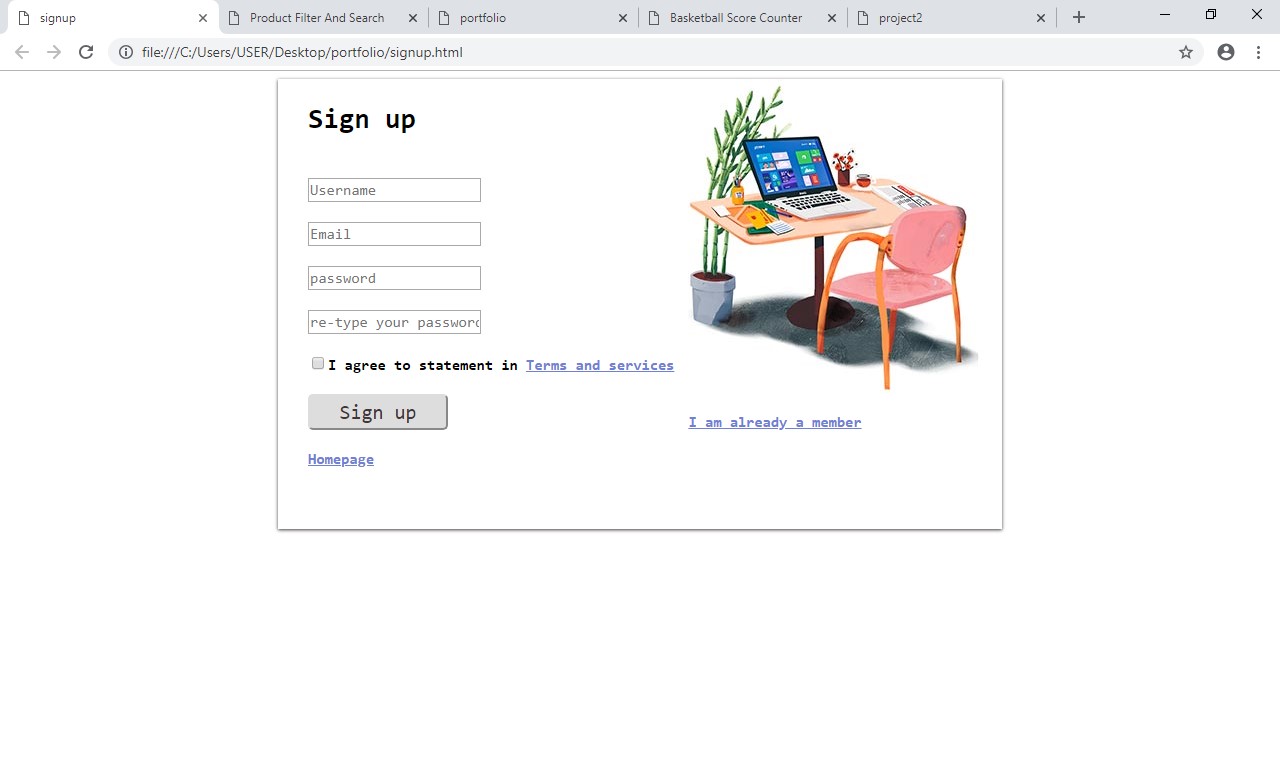 signup
Product Filter And Search
portfolio
Basketball Score Counter
project2
file:///C:/Users/USER/Desktop/portfolio/signup.html
Sign up
Username
Email
password
re-type your password
I agree to statement in Terms and services
Sign up
I am already a member
Homepage